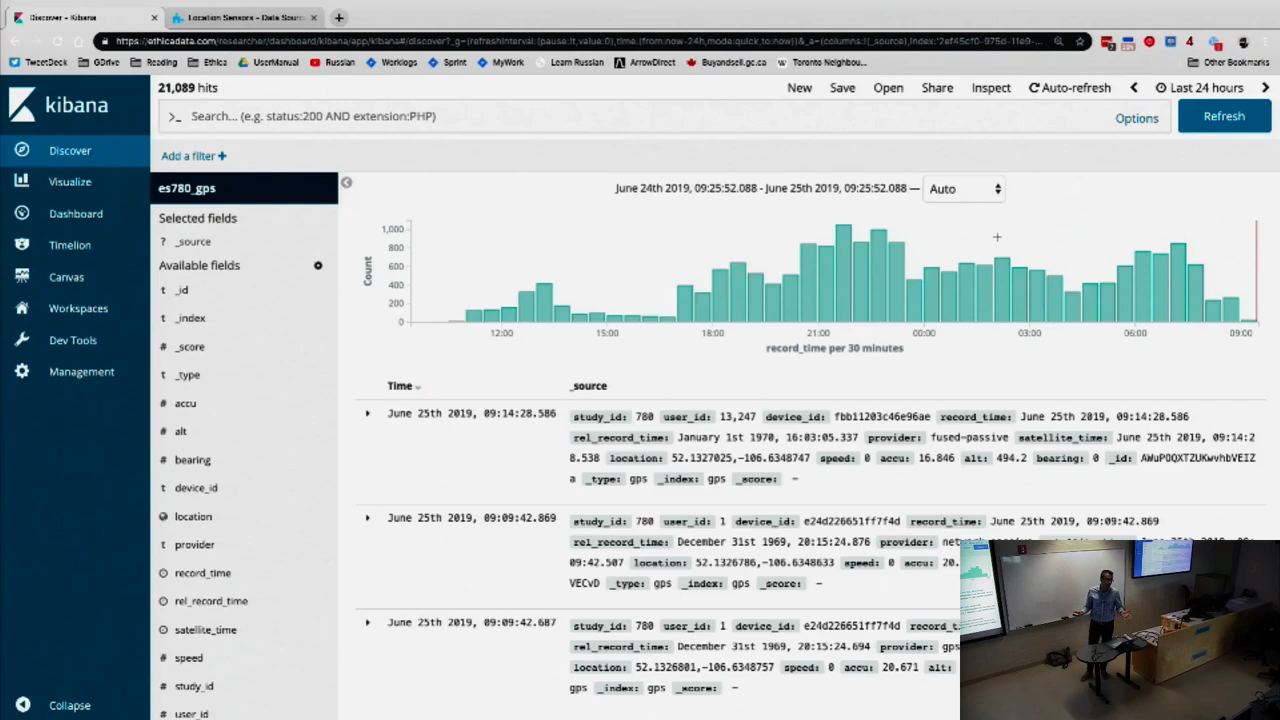 Discover - Kibana
Location Sensors - Data Sourc
https://ethicadata.com/researcher/dashboard/kibana/app/kibana#/discover?_g=(refreshInterval:(pause:!t,value:0),time:(from:now-24h,mode:quick,to:now))&_a=(columns:!(_source),index:'2ef45cf0-975d-11e9-
TweetDeck GDrive Reading Ethica UserManual Russian Worklogs Sprint MyWork Learn Russian ArrowDirect Buyandsell.gc.ca Toronto Neighbou... Other Bookmarks
kibana
Discover
Visualize
Dashboard
Timelion
Canvas
Workspaces
Dev Tools
Management
Collapse
21,089 hits
New Save Open Share Inspect Auto-refresh Last 24 hours
>_ Search... (e.g. status:200 AND extension:PHP)
Options
Refresh
Add a filter +
es780_gps
Selected fields
? _source
Available fields
t _id
t _index
# _score
t _type
# accu
# alt
# bearing
t device_id
location
t provider
record_time
rel_record_time
satellite_time
# speed
# study_id
# user_id
June 24th 2019, 09:25:52.088 - June 25th 2019, 09:25:52.088 —
Auto
Count
1,000
800
600
400
200
0
12:00 15:00 18:00 21:00 00:00 03:00 06:00 09:00
record_time per 30 minutes
Time _source
June 25th 2019, 09:14:28.586
study_id: 780 user_id: 13,247 device_id: fbb11203c46e96ae record_time: June 25th 2019, 09:14:28.586
rel_record_time: January 1st 1970, 16:03:05.337 provider: fused-passive satellite_time: June 25th 2019, 09:14:2
8.538 location: 52.1327025,-106.6348747 speed: 0 accu: 16.846 alt: 494.2 bearing: 0 _id: AWuPOQXTZUKwvhbVEIZ
a _type: gps _index: gps _score: -
June 25th 2019, 09:09:42.869
study_id: 780 user_id: 1 device_id: e24d226651ff7f4d record_time: June 25th 2019, 09:09:42.869
rel_record_time: December 31st 1969, 20:15:24.876 provider:
09:42.507 location: 52.1326786,-106.6348633 speed: 0 accu: 20.
VECvD _type: gps _index: gps _score: -
June 25th 2019, 09:09:42.687
study_id: 780 user_id: 1 device_id: e24d226651ff7f4d record_t
rel_record_time: December 31st 1969, 20:15:24.694 provider: gps
location: 52.1326801,-106.6348757 speed: 0 accu: 20.671 alt:
gps _index: gps _score: -